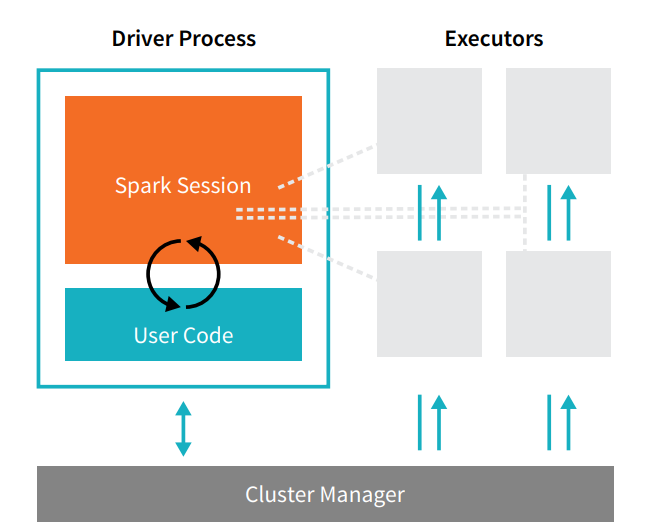 Driver Process
Executors
Spark Session
User Code
Cluster Manager